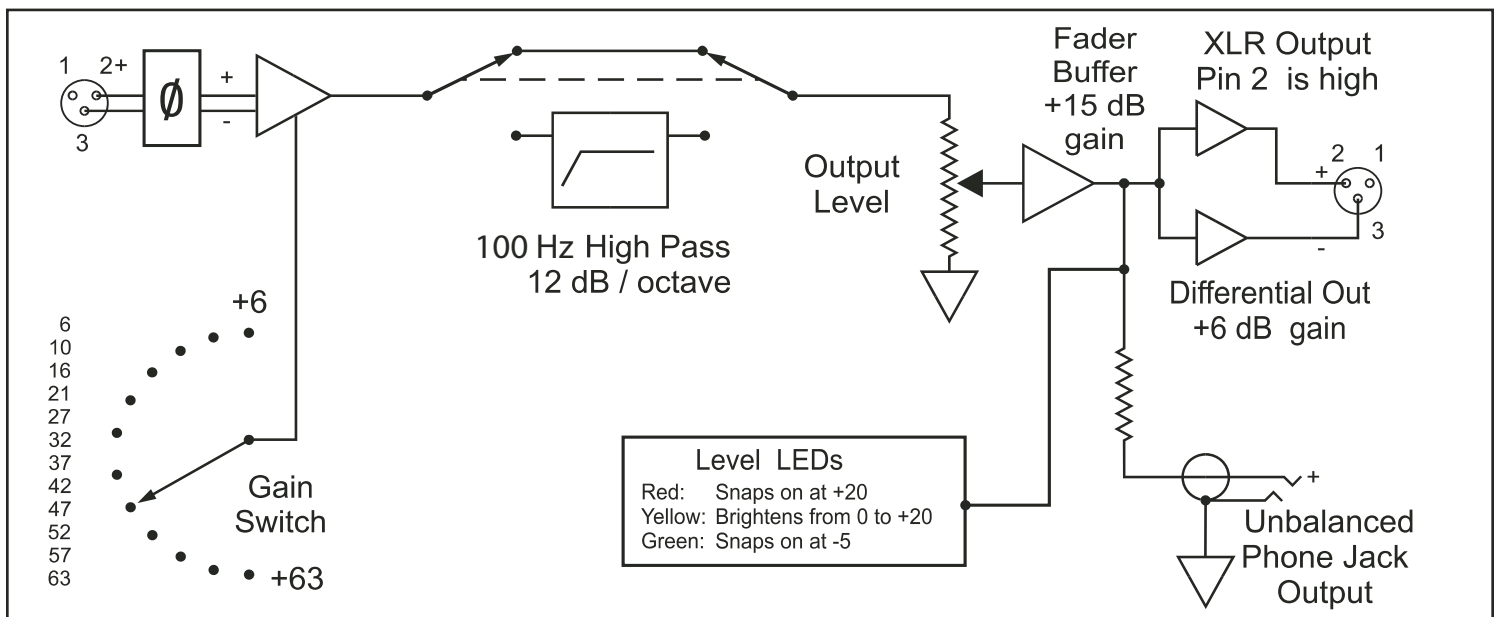 1
2+
3
Ø
+
-
100 Hz High Pass
12 dB / octave
Output
Level
Fader
Buffer
+15 dB
gain
XLR Output
Pin 2 is high
2
1
+
3
-
Differential Out
+6 dB gain
+6
6
10
16
21
27
32
37
42
47
52
57
63
Gain
Switch
+63
Level LEDs
Red: Snaps on at +20
Yellow: Brightens from 0 to +20
Green: Snaps on at -5
+
Unbalanced
Phone Jack
Output